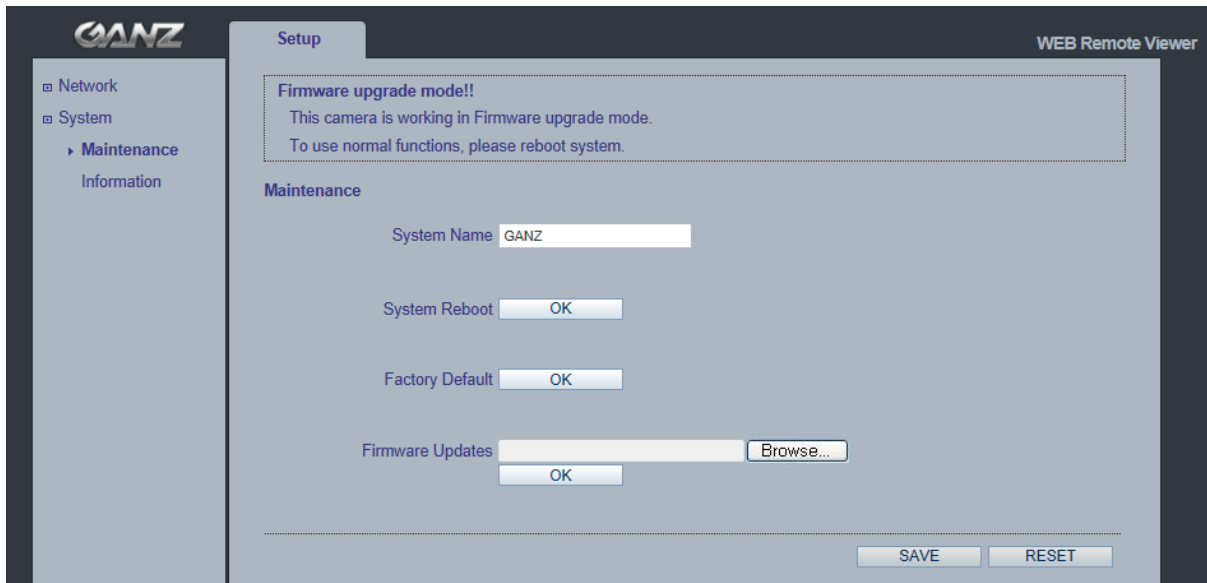 GANZ
Setup
WEB Remote Viewer
Network
System
Maintenance
Information
Firmware upgrade mode!!
This camera is working in Firmware upgrade mode.
To use normal functions, please reboot system.
Maintenance
System Name GANZ
System Reboot OK
Factory Default OK
Firmware Updates Browse...
OK
SAVE RESET